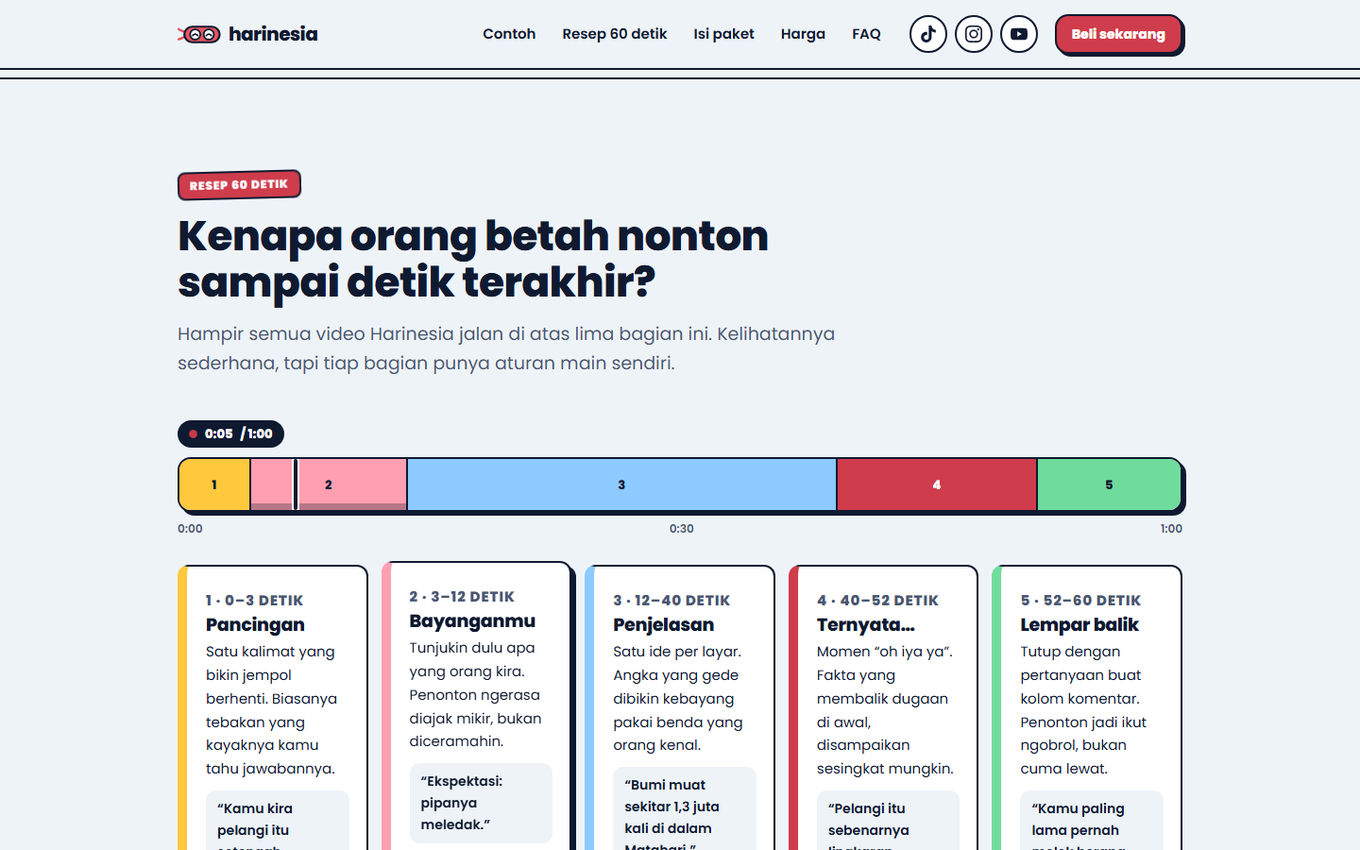 harinesia
Contoh
Resep 60 detik
Isi paket
Harga
FAQ
Beli sekarang
RESEP 60 DETIK
Kenapa orang betah nonton
sampai detik terakhir?
Hampir semua video Harinesia jalan di atas lima bagian ini. Kelihatannya
sederhana, tapi tiap bagian punya aturan main sendiri.
0:05 / 1:00
1
2
3
4
5
0:00
0:30
1:00
1 · 0–3 DETIK
Pancingan
Satu kalimat yang
bikin jempol
berhenti. Biasanya
tebakan yang
kayaknya kamu
tahu jawabannya.
“Kamu kira
pelangi itu
2 · 3–12 DETIK
Bayanganmu
Tunjukin dulu apa
yang orang kira.
Penonton ngerasa
diajak mikir, bukan
diceramahin.
“Ekspektasi:
pipanya
meledak.”
3 · 12–40 DETIK
Penjelasan
Satu ide per layar.
Angka yang gede
dibikin kebayang
pakai benda yang
orang kenal.
“Bumi muat
sekitar 1,3 juta
kali di dalam
Matahari.”
4 · 40–52 DETIK
Ternyata…
Momen “oh iya ya”.
Fakta yang
membalik dugaan
di awal,
disampaikan
sesingkat mungkin.
“Pelangi itu
sebenarnya
5 · 52–60 DETIK
Lempar balik
Tutup dengan
pertanyaan buat
kolom komentar.
Penonton jadi ikut
ngobrol, bukan
cuma lewat.
“Kamu paling
lama pernah